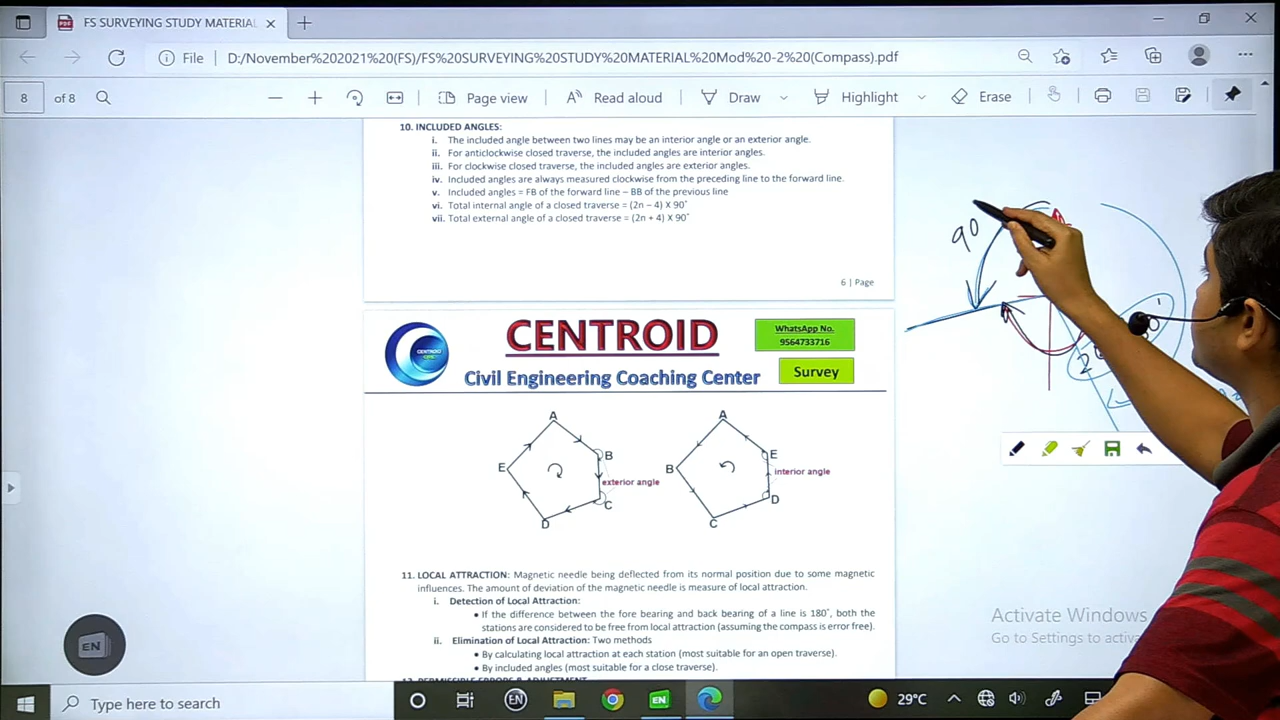 FS SURVEYING STUDY MATERIAL
File
D:/November%202021%20(FS)/FS%20SURVEYING%20STUDY%20MATERIAL%20Mod%20-2%20(Compass).pdf
8 of 8
Page view
Read aloud
Draw
Highlight
Erase
10. INCLUDED ANGLES:
i. The included angle between two lines may be an interior angle or an exterior angle.
ii. For anticlockwise closed traverse, the included angles are interior angles.
iii. For clockwise closed traverse, the included angles are exterior angles.
iv. Included angles are always measured clockwise from the preceding line to the forward line.
v. Included angles = FB of the forward line – BB of the previous line
vi. Total internal angle of a closed traverse = (2n – 4) X 90°
vii. Total external angle of a closed traverse = (2n + 4) X 90°
90
6 | Page
CENTROID
CIVIL
CENTROID
Civil Engineering Coaching Center
WhatsApp No.
9564733716
Survey
A
B
exterior angle
C
D
E
A
B
C
D
E
interior angle
11. LOCAL ATTRACTION: Magnetic needle being deflected from its normal position due to some magnetic
influences. The amount of deviation of the magnetic needle is measure of local attraction.
i. Detection of Local Attraction:
• If the difference between the fore bearing and back bearing of a line is 180°, both the
stations are considered to be free from local attraction (assuming the compass is error free).
ii. Elimination of Local Attraction: Two methods
• By calculating local attraction at each station (most suitable for an open traverse).
• By included angles (most suitable for a close traverse).
Activate Windows
Go to Settings to activa
EN
Type here to search
EN
EN
29°C